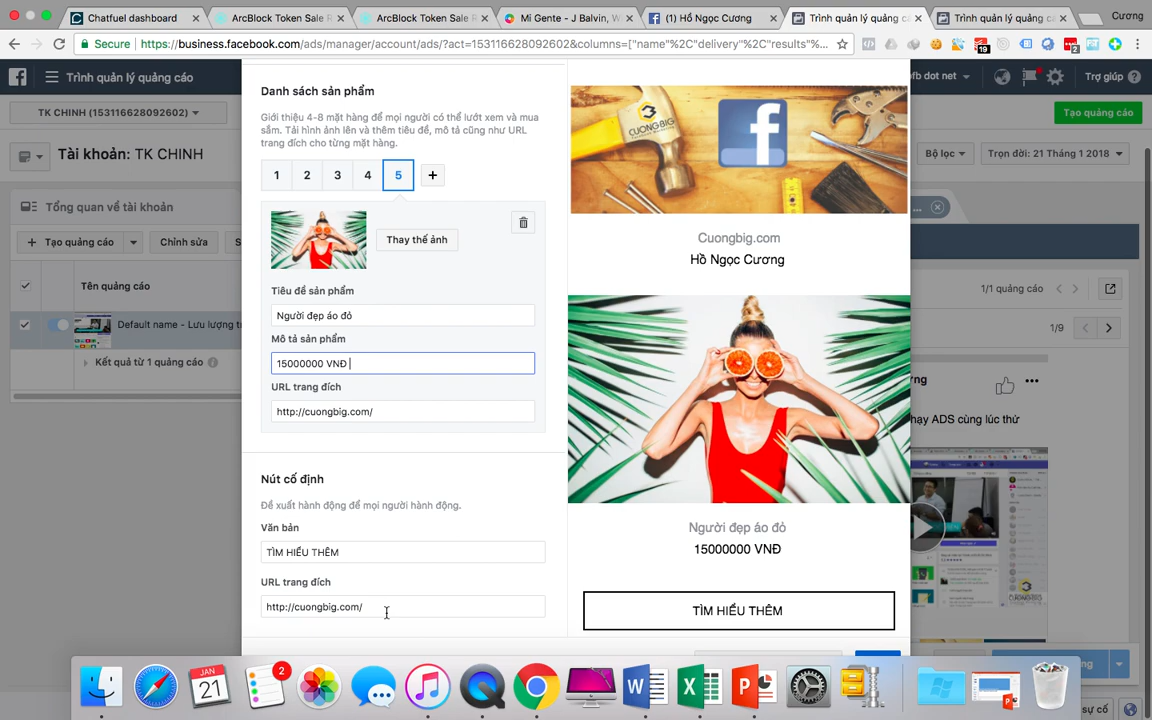 Chatfuel dashboard
ArcBlock Token Sale R
ArcBlock Token Sale R
Mi Gente - J Balvin, W
(1) Hồ Ngọc Cương
Trình quản lý quảng cá
Trình quản lý quảng cá
Cương
Secure
https://business.facebook.com/ads/manager/account/ads/?act=153116628092602&columns=["name"%2C"delivery"%2C"results"%...
19
2
Trình quản lý quảng cáo
fb dot net
Trợ giúp
TK CHINH (153116628092602)
Tạo quảng cáo
Tài khoản: TK CHINH
Bộ lọc
Trọn đời: 21 Tháng 1 2018
Tổng quan về tài khoản
Tạo quảng cáo
Chỉnh sửa
Tên quảng cáo
1/1 quảng cáo
Default name - Lưu lượng t
Kết quả từ 1 quảng cáo
1/9
hạy ADS cùng lúc thứ
Danh sách sản phẩm
Giới thiệu 4-8 mặt hàng để mọi người có thể lướt xem và mua
sắm. Tải hình ảnh lên và thêm tiêu đề, mô tả cũng như URL
trang đích cho từng mặt hàng.
1
2
3
4
5
+
Thay thế ảnh
Tiêu đề sản phẩm
Người đẹp áo đỏ
Mô tả sản phẩm
15000000 VNĐ
URL trang đích
http://cuongbig.com/
Nút cố định
Đề xuất hành động để mọi người hành động.
Văn bản
TÌM HIỂU THÊM
URL trang đích
http://cuongbig.com/
CUONGBIG
Cuongbig.com
Hồ Ngọc Cương
Người đẹp áo đỏ
15000000 VNĐ
TÌM HIỂU THÊM
JAN
21
2
sự cố